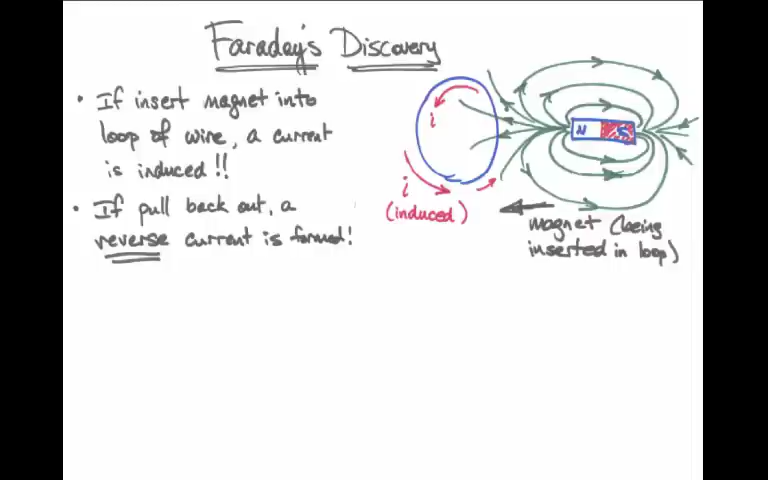 Faraday's Discovery
• If insert magnet into
loop of wire, a current
is induced!!
• If pull back out, a
reverse current is formed!
i
i
(induced)
N S
magnet (being
inserted in loop)